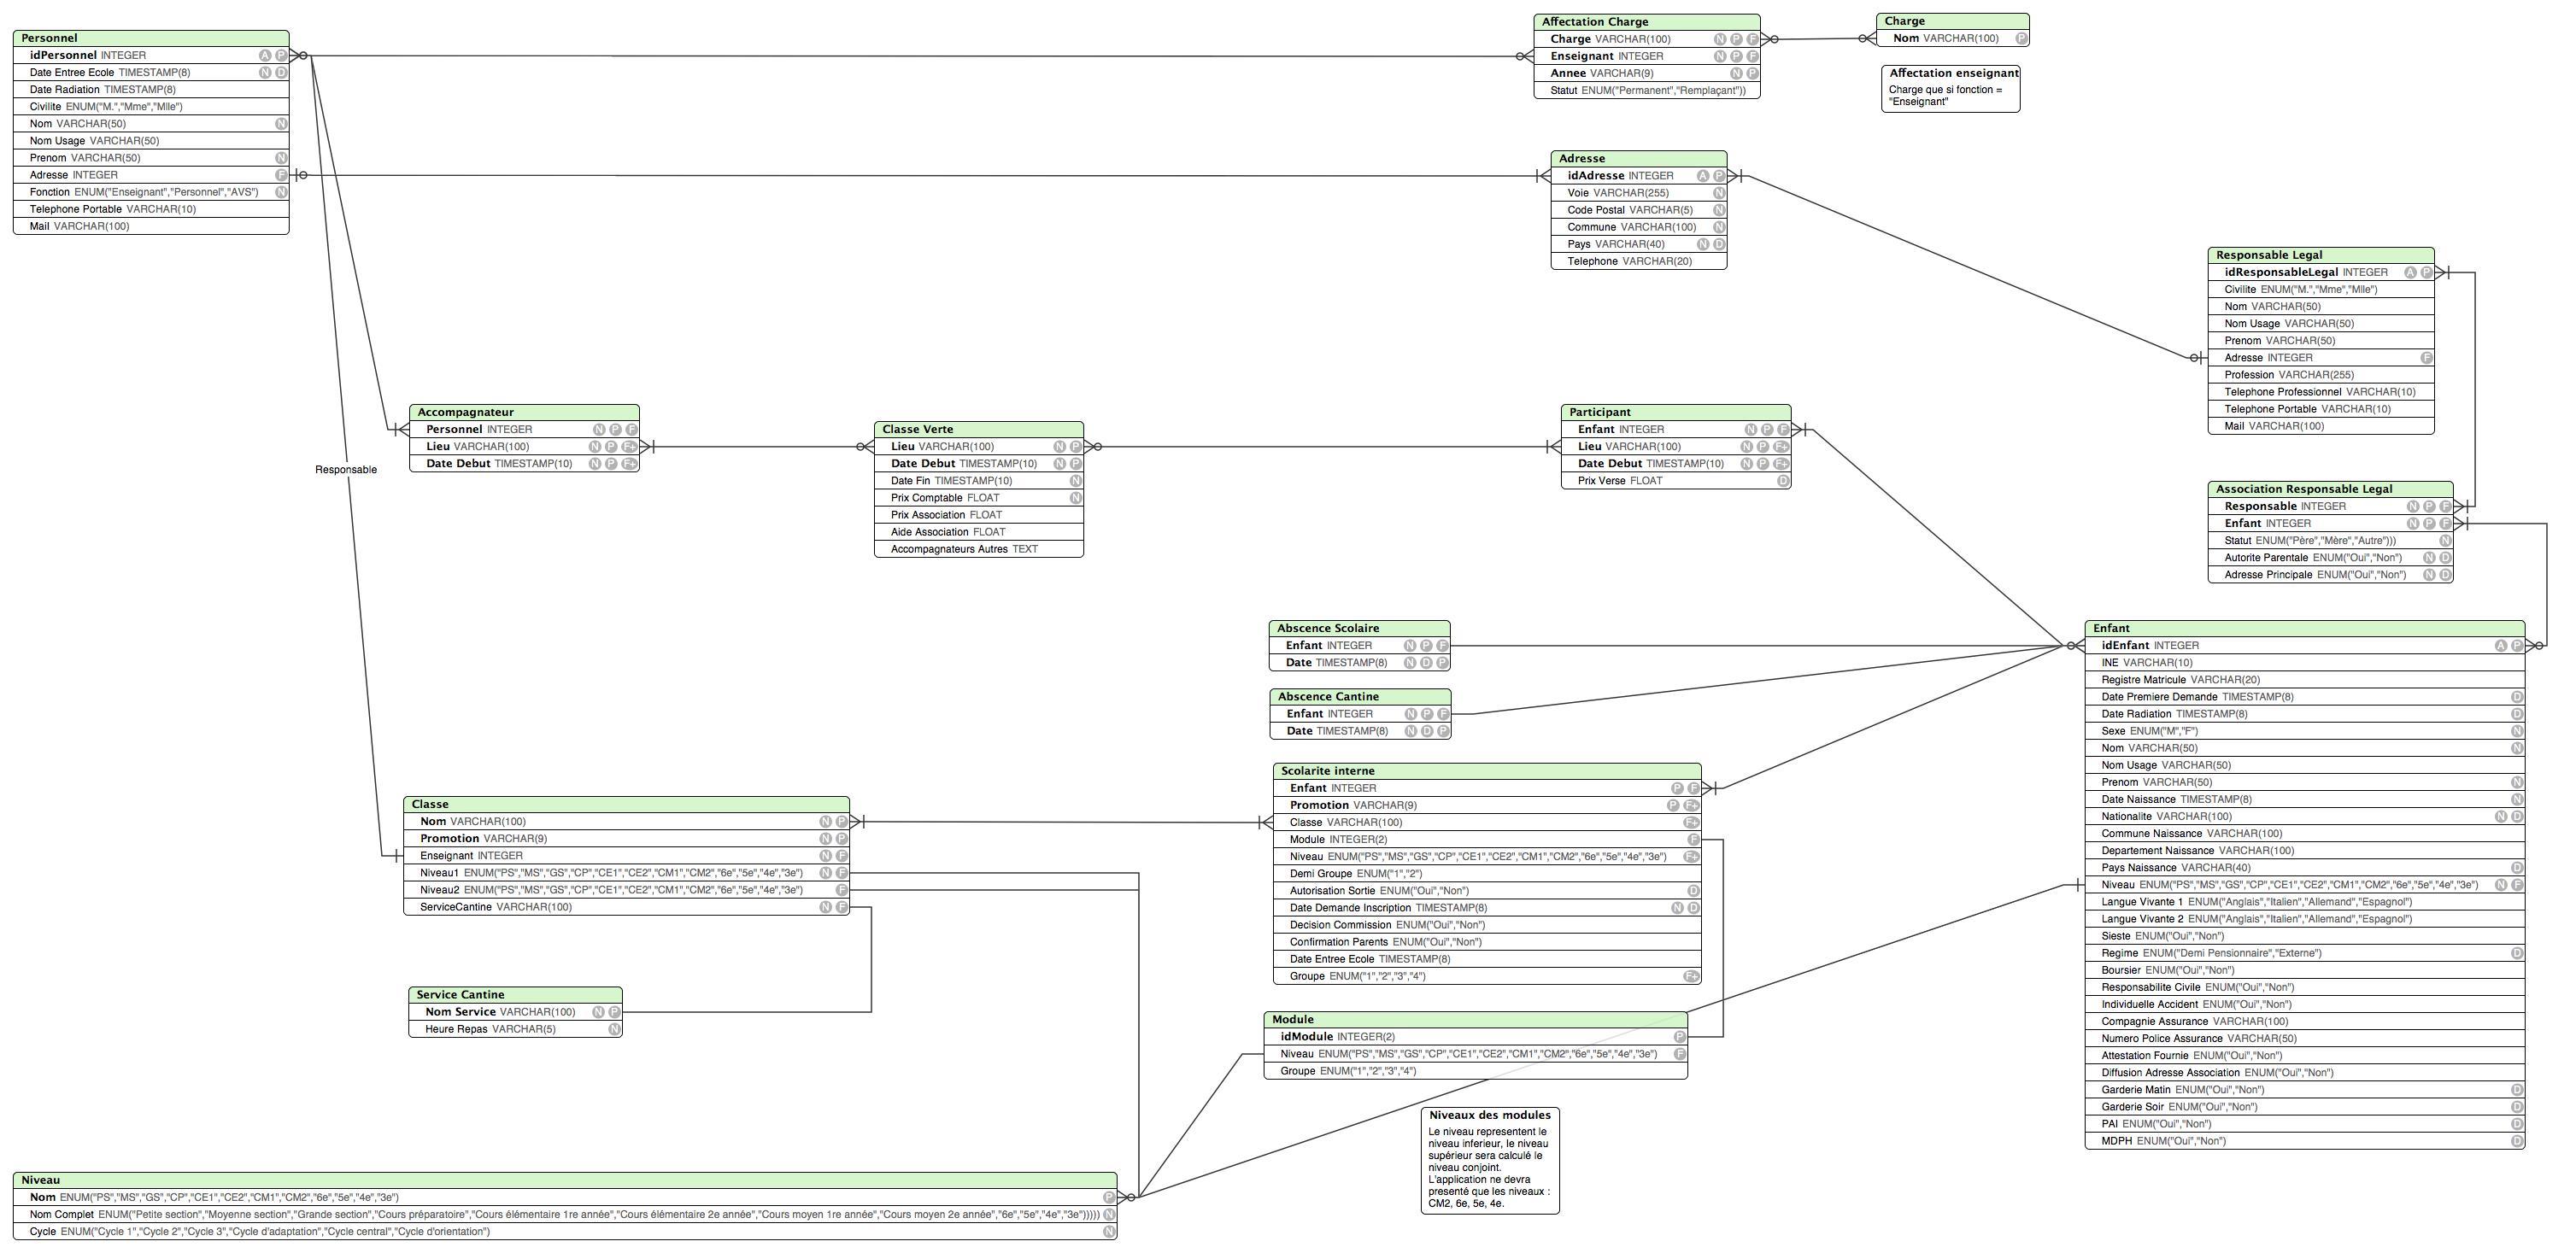 Personnel
idPersonnel INTEGER A P
Date Entree Ecole TIMESTAMP(8) N D
Date Radiation TIMESTAMP(8)
Civilite ENUM("M.","Mme","Mlle")
Nom VARCHAR(50) N
Nom Usage VARCHAR(50)
Prenom VARCHAR(50) N
Adresse INTEGER F
Fonction ENUM("Enseignant","Personnel","AVS") N
Telephone Portable VARCHAR(10)
Mail VARCHAR(100)
Affectation Charge
Charge VARCHAR(100) N P F
Enseignant INTEGER N P F
Annee VARCHAR(9) N P
Statut ENUM("Permanent","Remplaçant"))
Charge
Nom VARCHAR(100) P
Affectation enseignant
Charge que si fonction =
"Enseignant"
Adresse
idAdresse INTEGER A P
Voie VARCHAR(255) N
Code Postal VARCHAR(5) N
Commune VARCHAR(100) N
Pays VARCHAR(40) N D
Telephone VARCHAR(20)
Responsable Legal
idResponsableLegal INTEGER A P
Civilite ENUM("M.","Mme","Mlle")
Nom VARCHAR(50)
Nom Usage VARCHAR(50)
Prenom VARCHAR(50)
Adresse INTEGER F
Profession VARCHAR(255)
Telephone Professionnel VARCHAR(10)
Telephone Portable VARCHAR(10)
Mail VARCHAR(100)
Responsable
Accompagnateur
Personnel INTEGER N P F
Lieu VARCHAR(100) N P F+
Date Debut TIMESTAMP(10) N P F+
Classe Verte
Lieu VARCHAR(100) N P
Date Debut TIMESTAMP(10) N P
Date Fin TIMESTAMP(10) N
Prix Comptable FLOAT N
Prix Association FLOAT
Aide Association FLOAT
Accompagnateurs Autres TEXT
Participant
Enfant INTEGER N P F
Lieu VARCHAR(100) N P F+
Date Debut TIMESTAMP(10) N P F+
Prix Verse FLOAT D
Association Responsable Legal
Responsable INTEGER N P F
Enfant INTEGER N P F
Statut ENUM("Père","Mère","Autre"))) N
Autorite Parentale ENUM("Oui","Non") N D
Adresse Principale ENUM("Oui","Non") N D
Abscence Scolaire
Enfant INTEGER N P F
Date TIMESTAMP(8) N D P
Abscence Cantine
Enfant INTEGER N P F
Date TIMESTAMP(8) N D P
Enfant
idEnfant INTEGER A P
INE VARCHAR(10)
Registre Matricule VARCHAR(20)
Date Premiere Demande TIMESTAMP(8) D
Date Radiation TIMESTAMP(8) D
Sexe ENUM("M","F") N
Nom VARCHAR(50) N
Nom Usage VARCHAR(50)
Prenom VARCHAR(50) N
Date Naissance TIMESTAMP(8) N
Nationalite VARCHAR(100) N D
Commune Naissance VARCHAR(100)
Departement Naissance VARCHAR(100)
Pays Naissance VARCHAR(40) D
Niveau ENUM("PS","MS","GS","CP","CE1","CE2","CM1","CM2","6e","5e","4e","3e") N F
Langue Vivante 1 ENUM("Anglais","Italien","Allemand","Espagnol")
Langue Vivante 2 ENUM("Anglais","Italien","Allemand","Espagnol")
Sieste ENUM("Oui","Non")
Regime ENUM("Demi Pensionnaire","Externe") D
Boursier ENUM("Oui","Non")
Responsabilite Civile ENUM("Oui","Non")
Individuelle Accident ENUM("Oui","Non")
Compagnie Assurance VARCHAR(100)
Numero Police Assurance VARCHAR(50)
Attestation Fournie ENUM("Oui","Non")
Diffusion Adresse Association ENUM("Oui","Non")
Garderie Matin ENUM("Oui","Non") D
Garderie Soir ENUM("Oui","Non") D
PAI ENUM("Oui","Non") D
MDPH ENUM("Oui","Non") D
Scolarite interne
Enfant INTEGER P F
Promotion VARCHAR(9) P F+
Classe VARCHAR(100) F+
Module INTEGER(2) F
Niveau ENUM("PS","MS","GS","CP","CE1","CE2","CM1","CM2","6e","5e","4e","3e") F+
Demi Groupe ENUM("1","2")
Autorisation Sortie ENUM("Oui","Non") D
Date Demande Inscription TIMESTAMP(8) N D
Decision Commission ENUM("Oui","Non")
Confirmation Parents ENUM("Oui","Non")
Date Entree Ecole TIMESTAMP(8)
Groupe ENUM("1","2","3","4") F+
Classe
Nom VARCHAR(100) N P
Promotion VARCHAR(9) N P
Enseignant INTEGER N F
Niveau1 ENUM("PS","MS","GS","CP","CE1","CE2","CM1","CM2","6e","5e","4e","3e") N F
Niveau2 ENUM("PS","MS","GS","CP","CE1","CE2","CM1","CM2","6e","5e","4e","3e") F
ServiceCantine VARCHAR(100) N F
Service Cantine
Nom Service VARCHAR(100) N P
Heure Repas VARCHAR(5) N
Module
idModule INTEGER(2) P
Niveau ENUM("PS","MS","GS","CP","CE1","CE2","CM1","CM2","6e","5e","4e","3e") F
Groupe ENUM("1","2","3","4")
Niveaux des modules
Le niveau representent le
niveau inferieur, le niveau
supérieur sera calculé le
niveau conjoint.
L'application ne devra
presenté que les niveaux :
CM2, 6e, 5e, 4e.
Niveau
Nom ENUM("PS","MS","GS","CP","CE1","CE2","CM1","CM2","6e","5e","4e","3e") P
Nom Complet ENUM("Petite section","Moyenne section","Grande section","Cours préparatoire","Cours élémentaire 1re année","Cours élémentaire 2e année","Cours moyen 1re année","Cours moyen 2e année","6e","5e","4e","3e"))))) N
Cycle ENUM("Cycle 1","Cycle 2","Cycle 3","Cycle d'adaptation","Cycle central","Cycle d'orientation") N